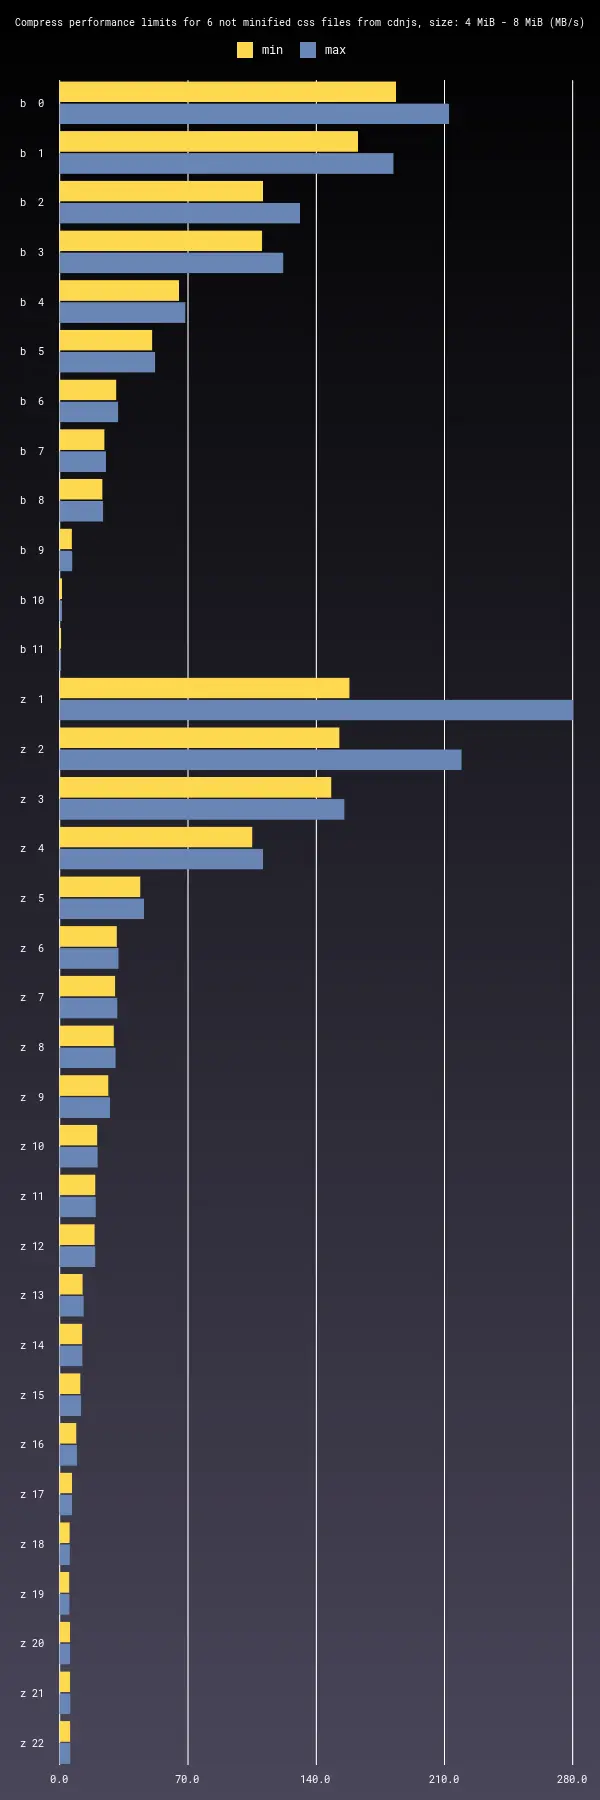 Compress performance limits for 6 not minified css files from cdnjs, size: 4 MiB - 8 MiB (MB/s)
min max
b 0
b 1
b 2
b 3
b 4
b 5
b 6
b 7
b 8
b 9
b 10
b 11
z 1
z 2
z 3
z 4
z 5
z 6
z 7
z 8
z 9
z 10
z 11
z 12
z 13
z 14
z 15
z 16
z 17
z 18
z 19
z 20
z 21
z 22
0.0 70.0 140.0 210.0 280.0